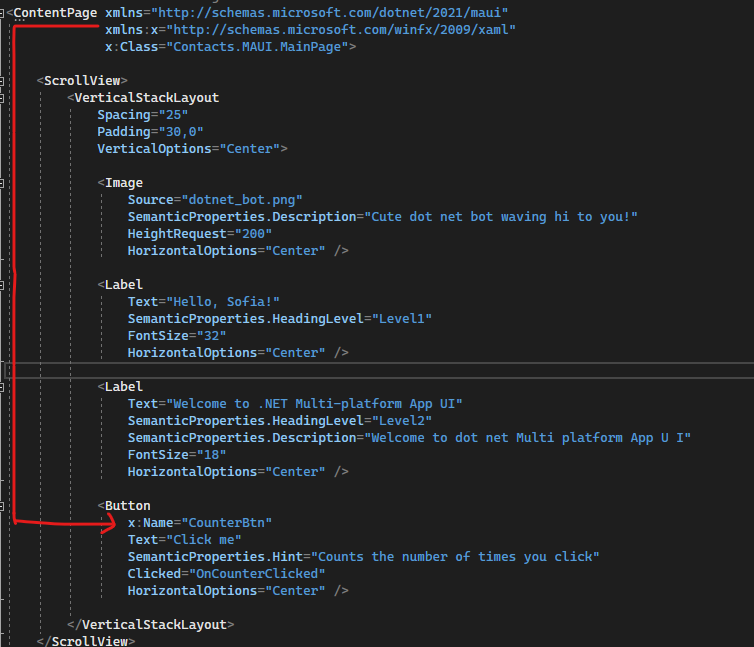 <ContentPage xmlns="http://schemas.microsoft.com/dotnet/2021/maui"
xmlns:x="http://schemas.microsoft.com/winfx/2009/xaml"
x:Class="Contacts.MAUI.MainPage">
<ScrollView>
<VerticalStackLayout
Spacing="25"
Padding="30,0"
VerticalOptions="Center">
<Image
Source="dotnet_bot.png"
SemanticProperties.Description="Cute dot net bot waving hi to you!"
HeightRequest="200"
HorizontalOptions="Center" />
<Label
Text="Hello, Sofia!"
SemanticProperties.HeadingLevel="Level1"
FontSize="32"
HorizontalOptions="Center" />
<Label
Text="Welcome to .NET Multi-platform App UI"
SemanticProperties.HeadingLevel="Level2"
SemanticProperties.Description="Welcome to dot net Multi platform App U I"
FontSize="18"
HorizontalOptions="Center" />
<Button
x:Name="CounterBtn"
Text="Click me"
SemanticProperties.Hint="Counts the number of times you click"
Clicked="OnCounterClicked"
HorizontalOptions="Center" />
</VerticalStackLayout>
</ScrollView>